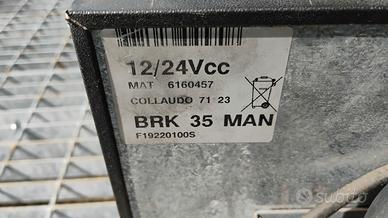 12/24Vcc
MAT 6160457
COLLAUDO 71 23
BRK 35 MAN
F19220100S
subito